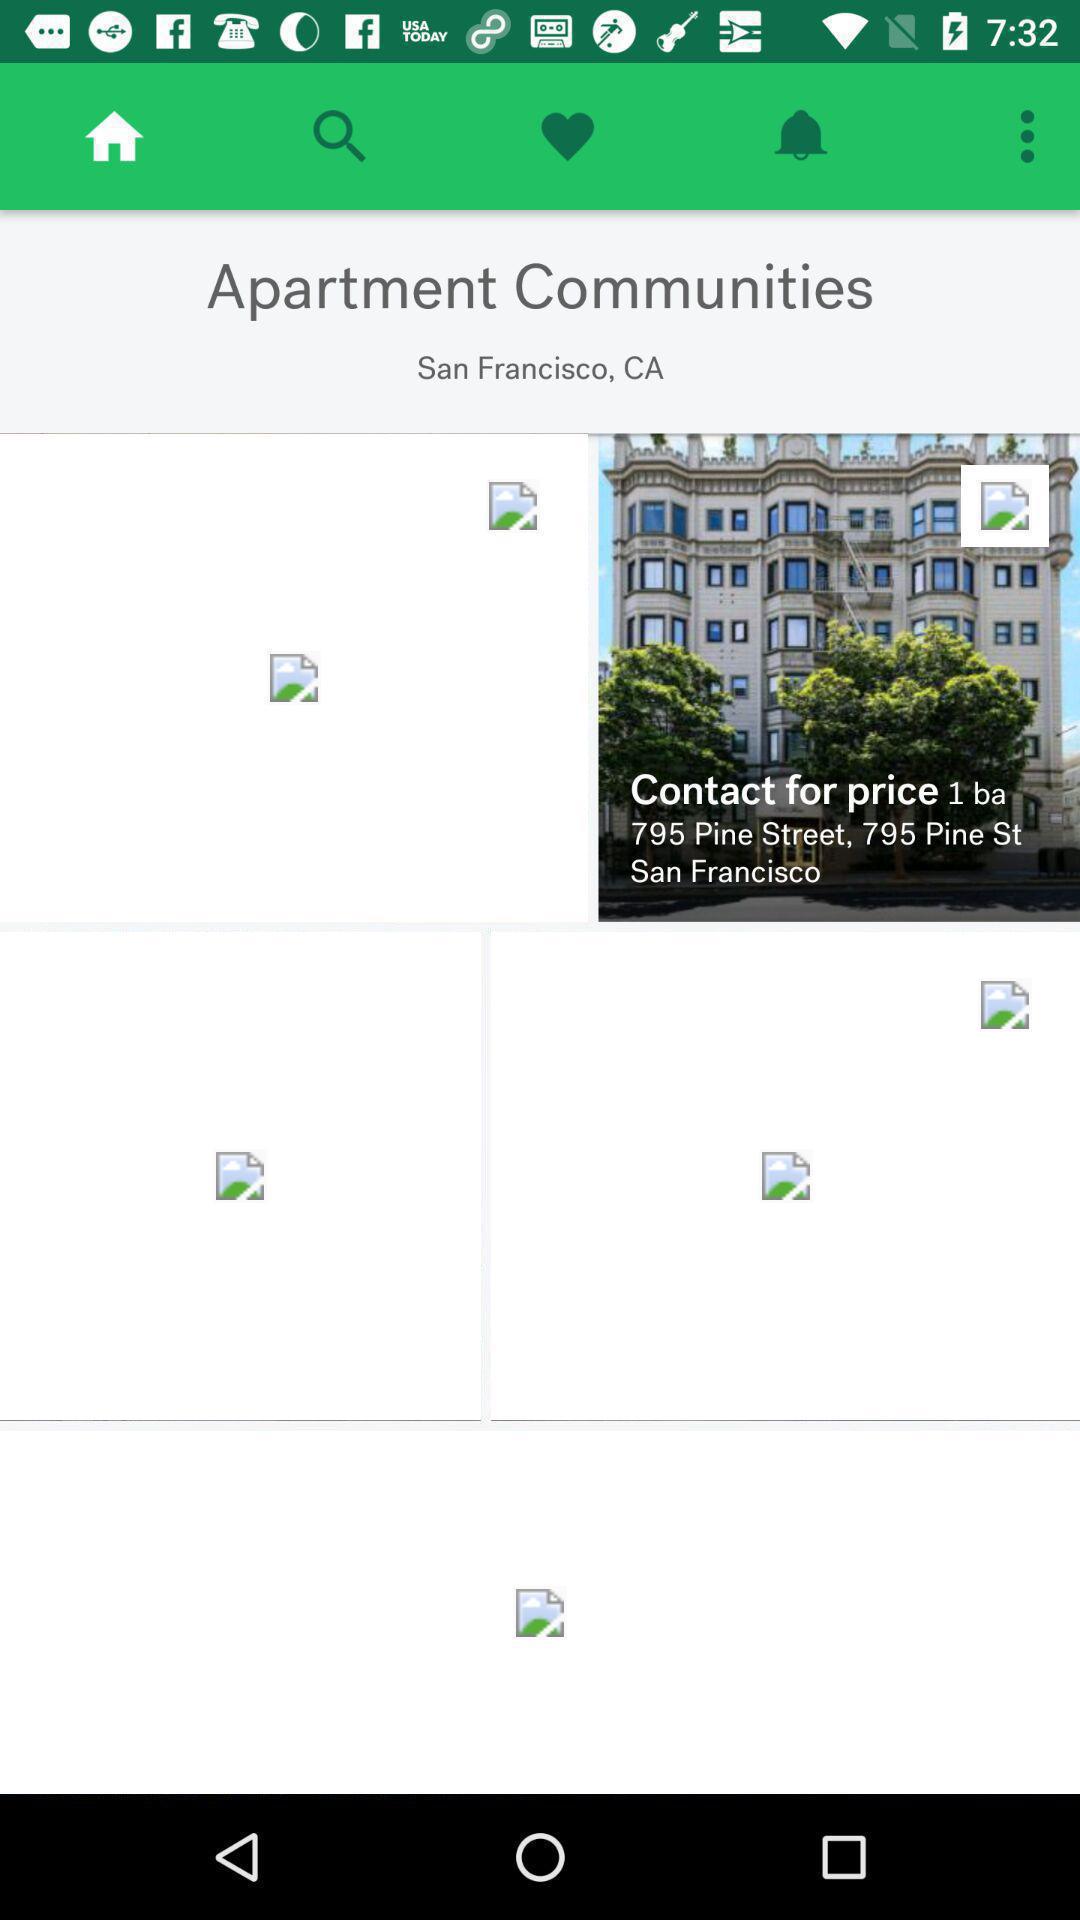 USA
TODAY
7:32
Apartment Communities
San Francisco, CA
Contact for price 1 ba
795 Pine Street, 795 Pine St
San Francisco